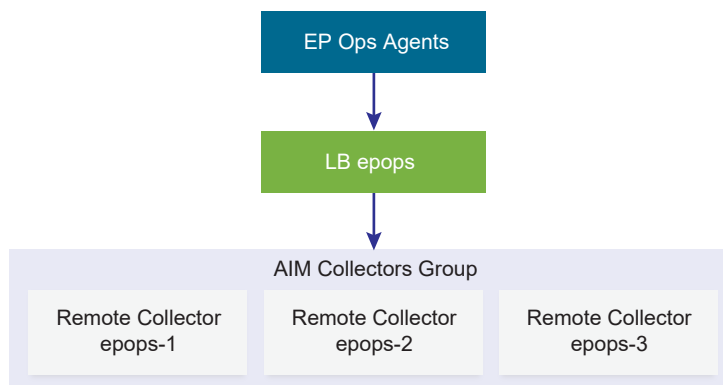 EP Ops Agents
LB epops
AIM Collectors Group
Remote Collector
epops-1
Remote Collector
epops-2
Remote Collector
epops-3